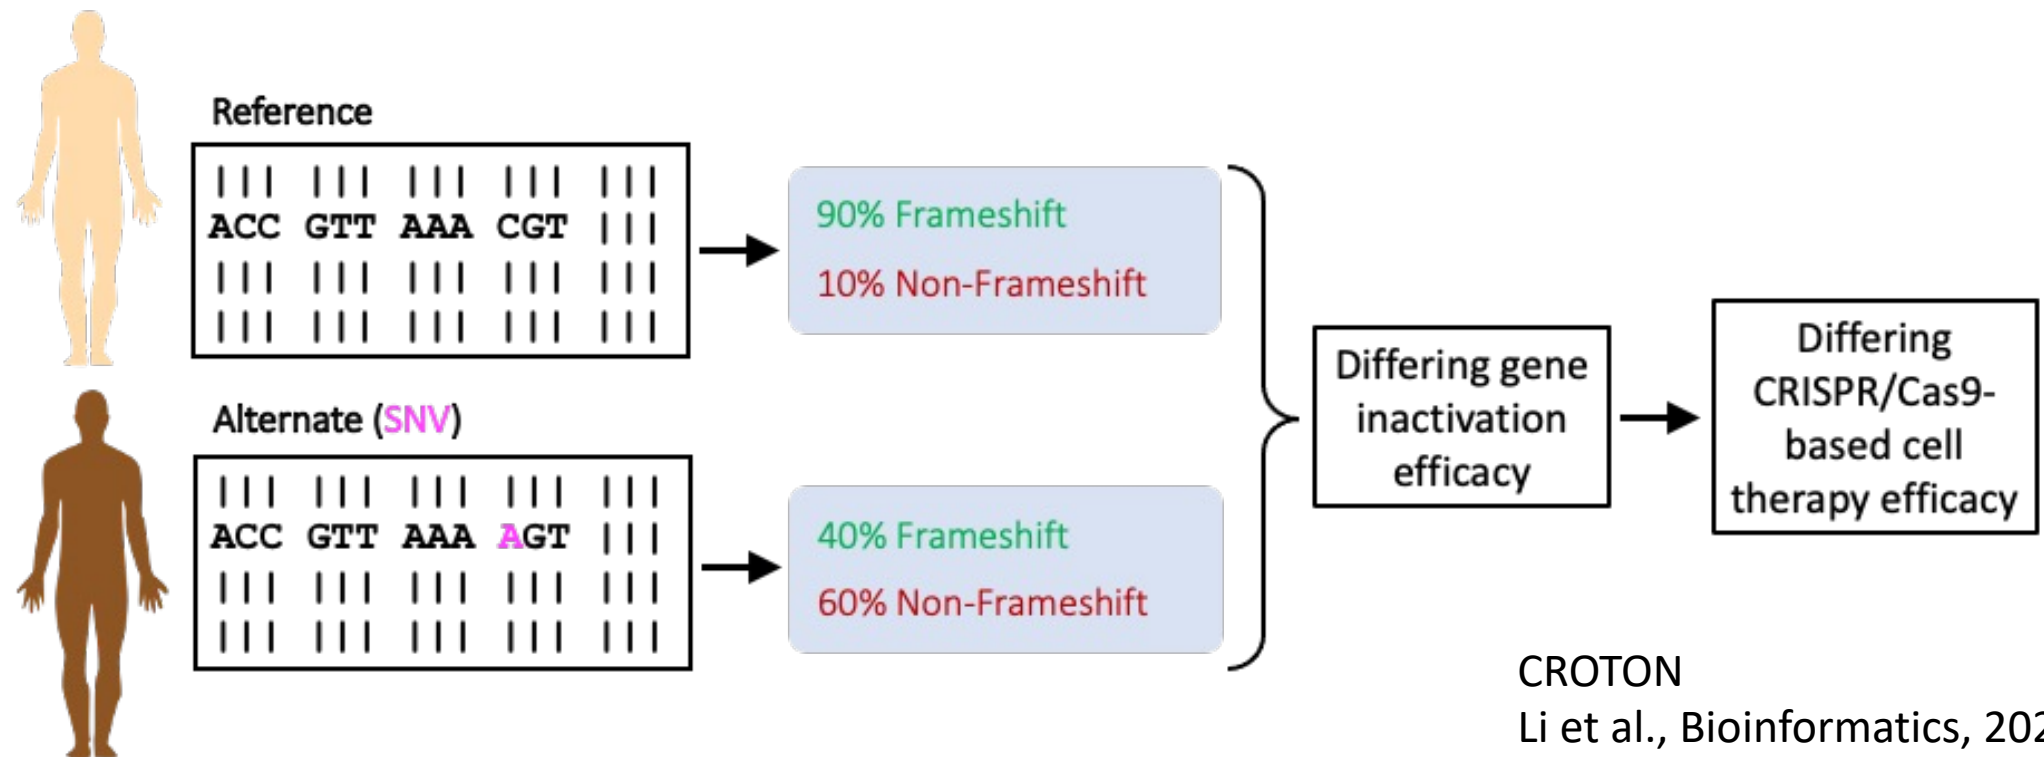 Reference
ACC GTT AAA CGT
90% Frameshift
10% Non-Frameshift
Alternate (SNV)
ACC GTT AAA AGT
40% Frameshift
60% Non-Frameshift
Differing gene
inactivation
efficacy
Differing
CRISPR/Cas9-
based cell
therapy efficacy
CROTON
Li et al., Bioinformatics, 202